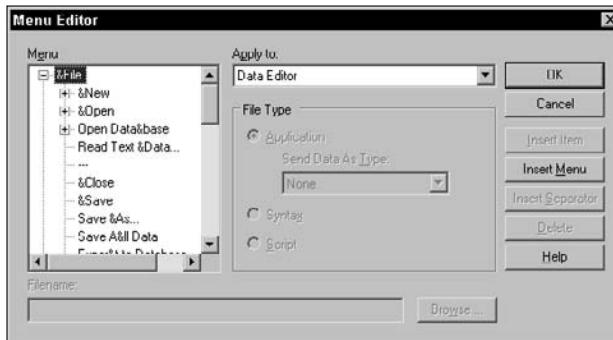 Menu Editor
Menu
&File
&New
&Open
Open Data&base
Read Text &Data...
---
&Close
&Save
Save &As...
Save A&ll Data
Apply to:
Data Editor
File Type
Application
Send Data As Type:
None
Syntax
Script
OK
Cancel
Insert Item
Insert Menu
Insert Separator
Delete
Help
Filename:
Browse ...